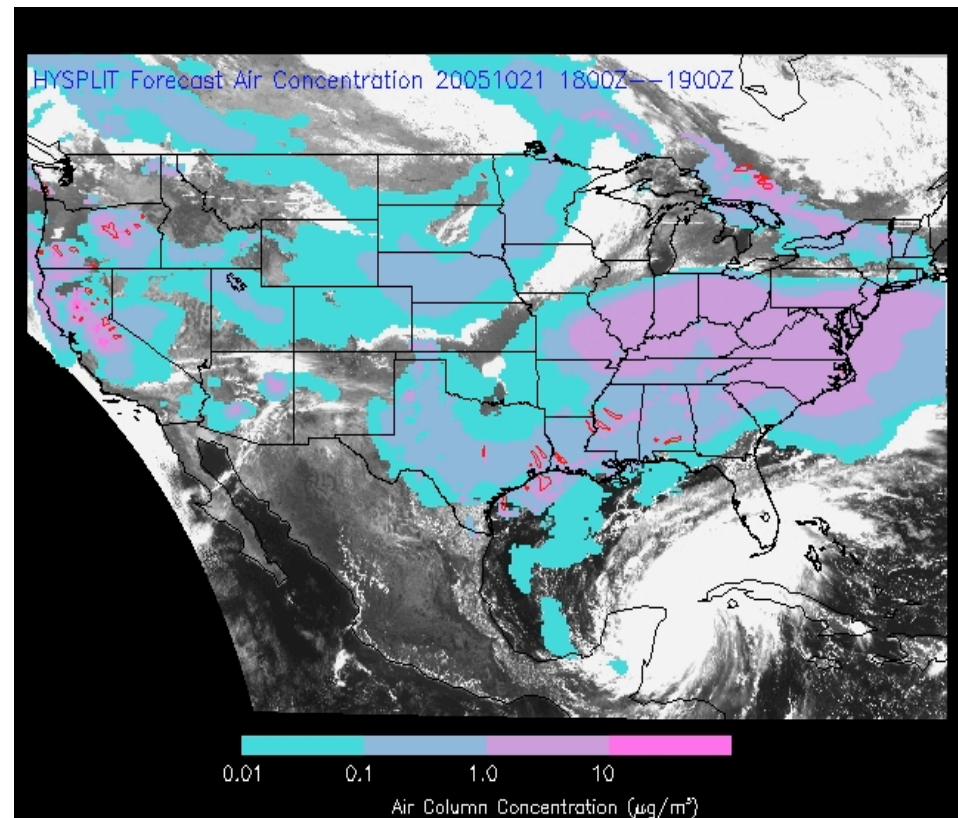 HYSPLIT Forecast Air Concentration 20051021 1800Z--1900Z
0.01 0.1 1.0 10
Air Column Concentration (µg/m³)